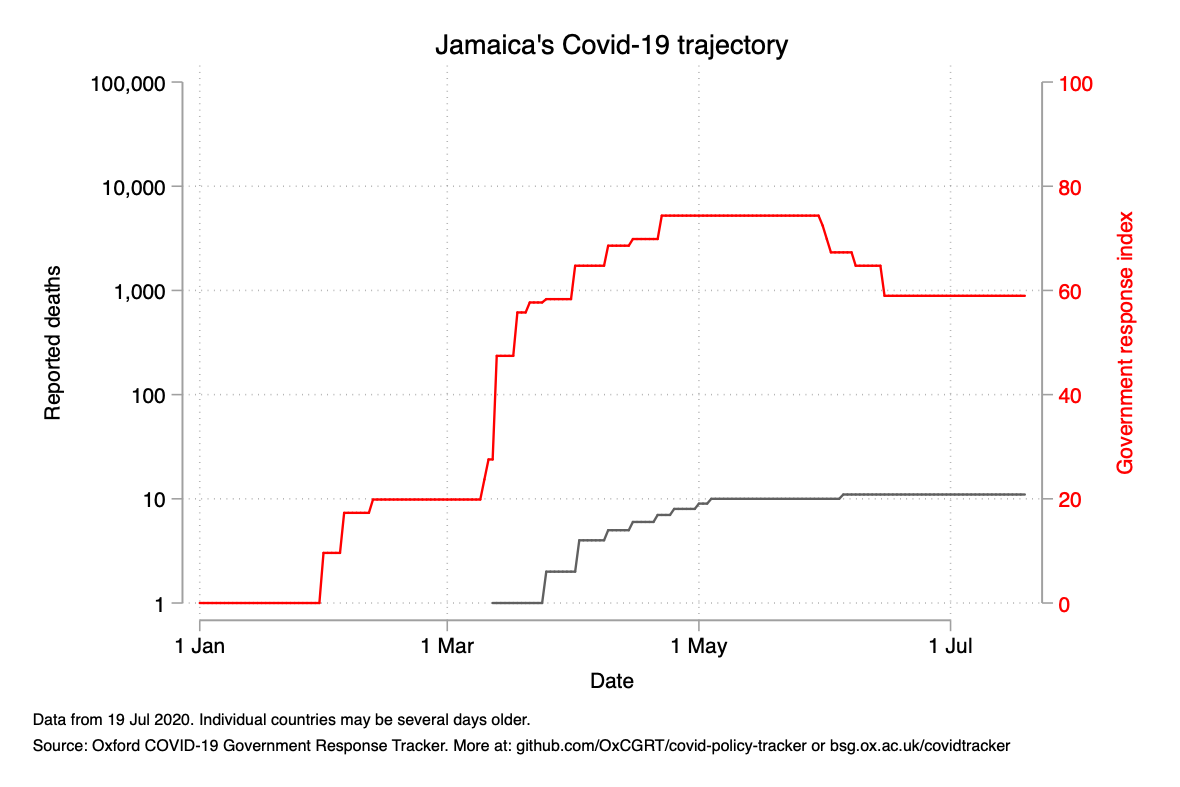 Jamaica's Covid-19 trajectory
100,000
10,000
1,000
100
10
1
Reported deaths
100
80
60
40
20
0
Government response index
1 Jan
1 Mar
1 May
1 Jul
Date
Data from 19 Jul 2020. Individual countries may be several days older.
Source: Oxford COVID-19 Government Response Tracker. More at: github.com/OxCGRT/covid-policy-tracker or bsg.ox.ac.uk/covidtracker